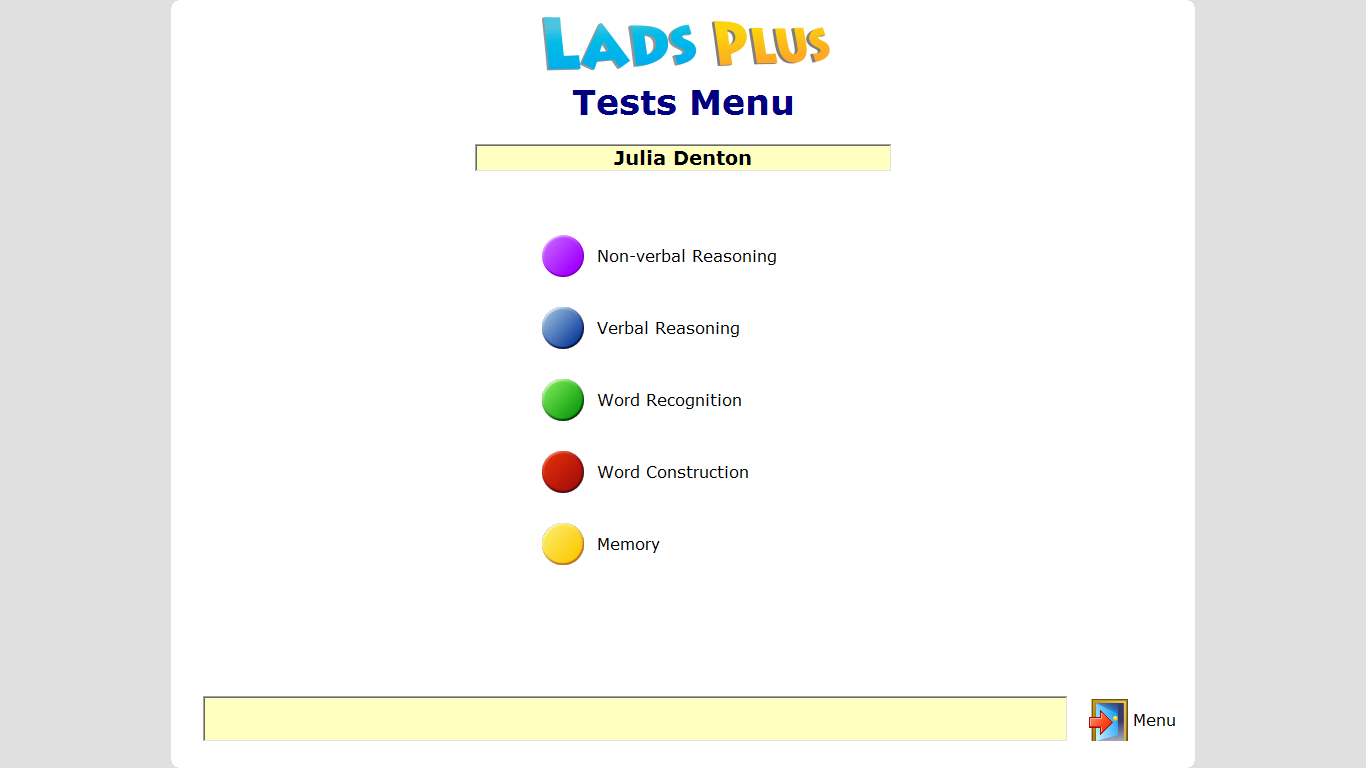 LADS PLUS
Tests Menu
Julia Denton
Non-verbal Reasoning
Verbal Reasoning
Word Recognition
Word Construction
Memory
Menu